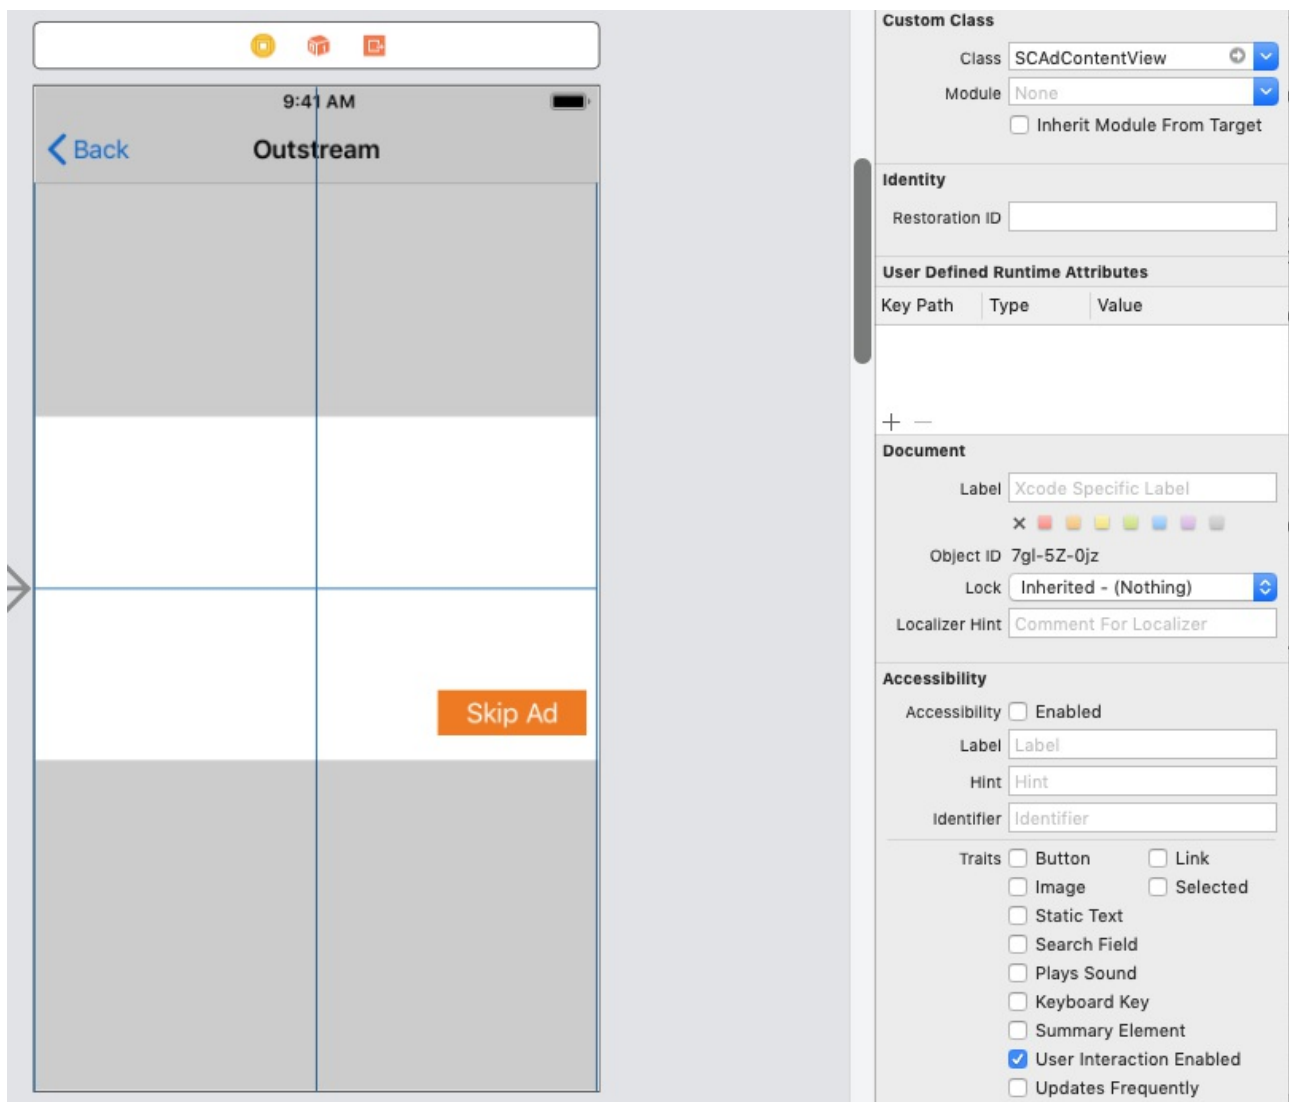 9:41 AM
Back
Outstream
Skip Ad
Custom Class
Class SCAdContentView
Module None
Inherit Module From Target
Identity
Restoration ID
User Defined Runtime Attributes
Key Path Type Value
Document
Label Xcode Specific Label
Object ID 7gl-5Z-0jz
Lock Inherited - (Nothing)
Localizer Hint Comment For Localizer
Accessibility
Accessibility Enabled
Label Label
Hint Hint
Identifier Identifier
Traits Button Link
Image Selected
Static Text
Search Field
Plays Sound
Keyboard Key
Summary Element
User Interaction Enabled
Updates Frequently